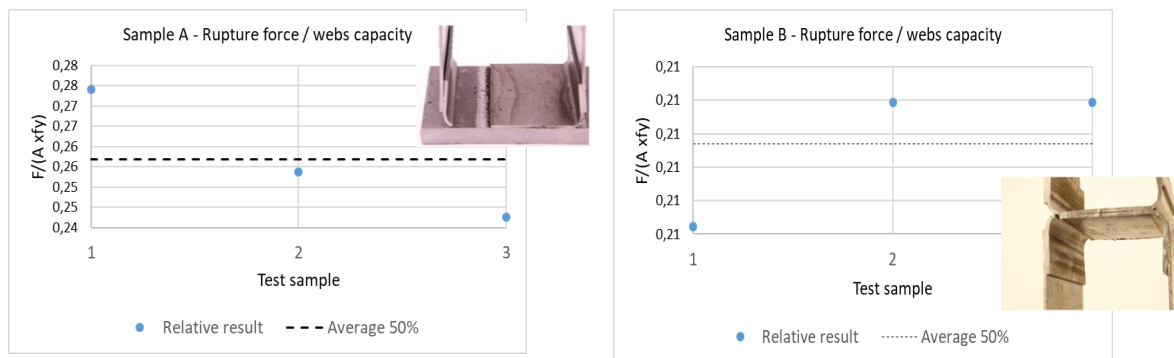 Sample A - Rupture force / webs capacity
F/(A xfy)
0,28
0,28
0,27
0,27
0,26
0,26
0,25
0,25
0,24
1 2 3
Test sample
Relative result Average 50%
Sample B - Rupture force / webs capacity
F/(A xfy)
0,21
0,21
0,21
0,21
0,21
0,21
1 2
Test sample
Relative result Average 50%